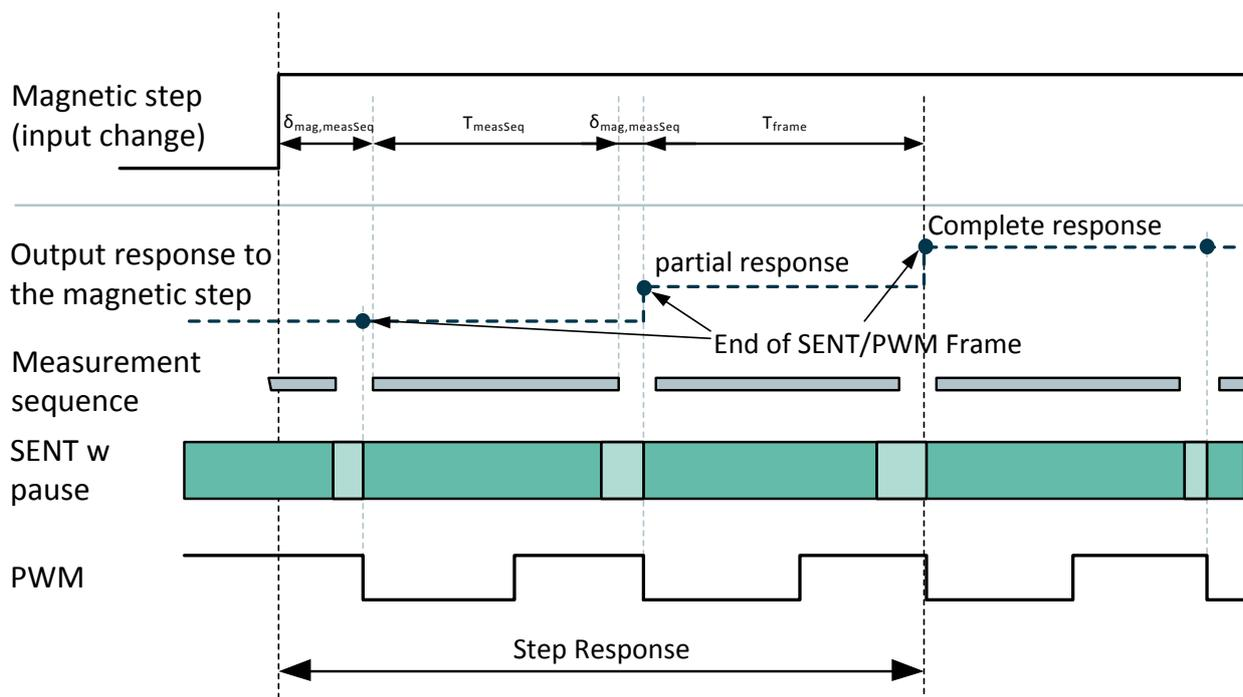 Magnetic step
(input change)
δmag,measSeq
TmeasSeq
δmag,measSeq
Tframe
Output response to
the magnetic step
partial response
Complete response
End of SENT/PWM Frame
Measurement
sequence
SENT w
pause
PWM
Step Response